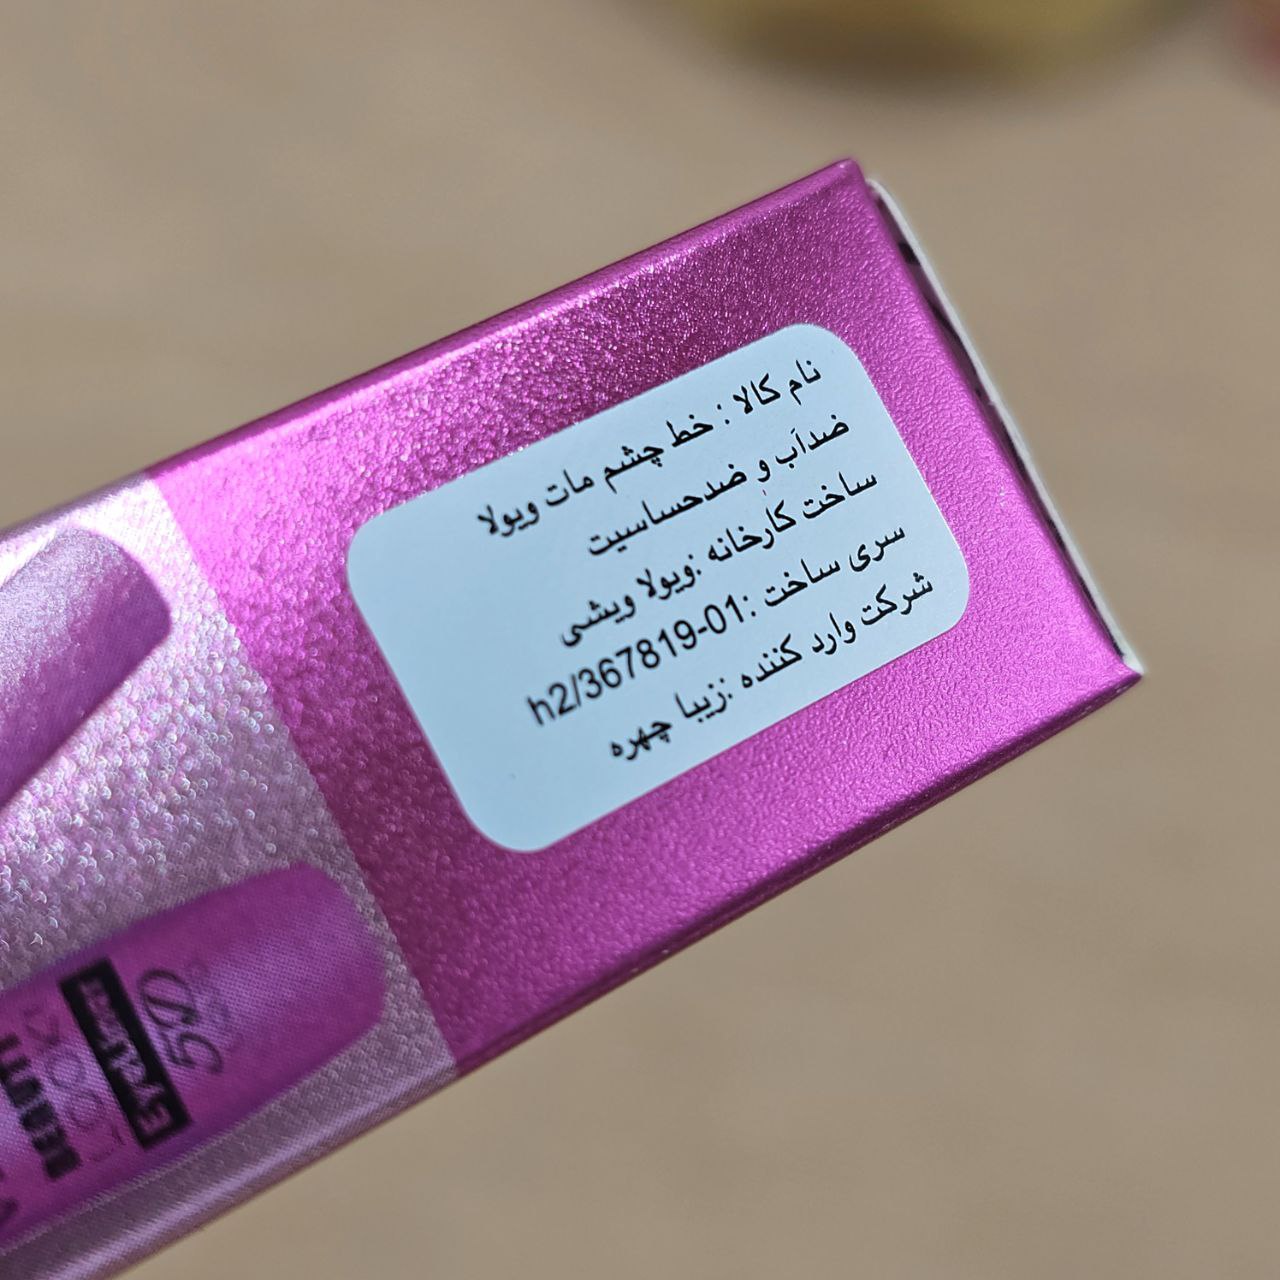 نام کالا : خط چشم مات ویولا
ضدآب و ضدحساسیت
ساخت کارخانه :ویولا ویشی
سری ساخت :h2/367819-01
شرکت وارد کننده :زیبا چهره
5D